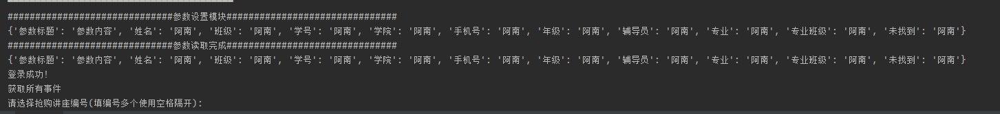 ##############################参数设置模块###############################
{'参数标题': '参数内容', '姓名': '阿南', '班级': '阿南', '学号': '阿南', '学院': '阿南', '手机号': '阿南', '年级': '阿南', '辅导员': '阿南', '专业': '阿南', '专业班级': '阿南', '未找到': '阿南'}
##############################参数读取完成###############################
{'参数标题': '参数内容', '姓名': '阿南', '班级': '阿南', '学号': '阿南', '学院': '阿南', '手机号': '阿南', '年级': '阿南', '辅导员': '阿南', '专业': '阿南', '专业班级': '阿南', '未找到': '阿南'}
登录成功!
获取所有事件
请选择抢购讲座编号(填编号多个使用空格隔开):